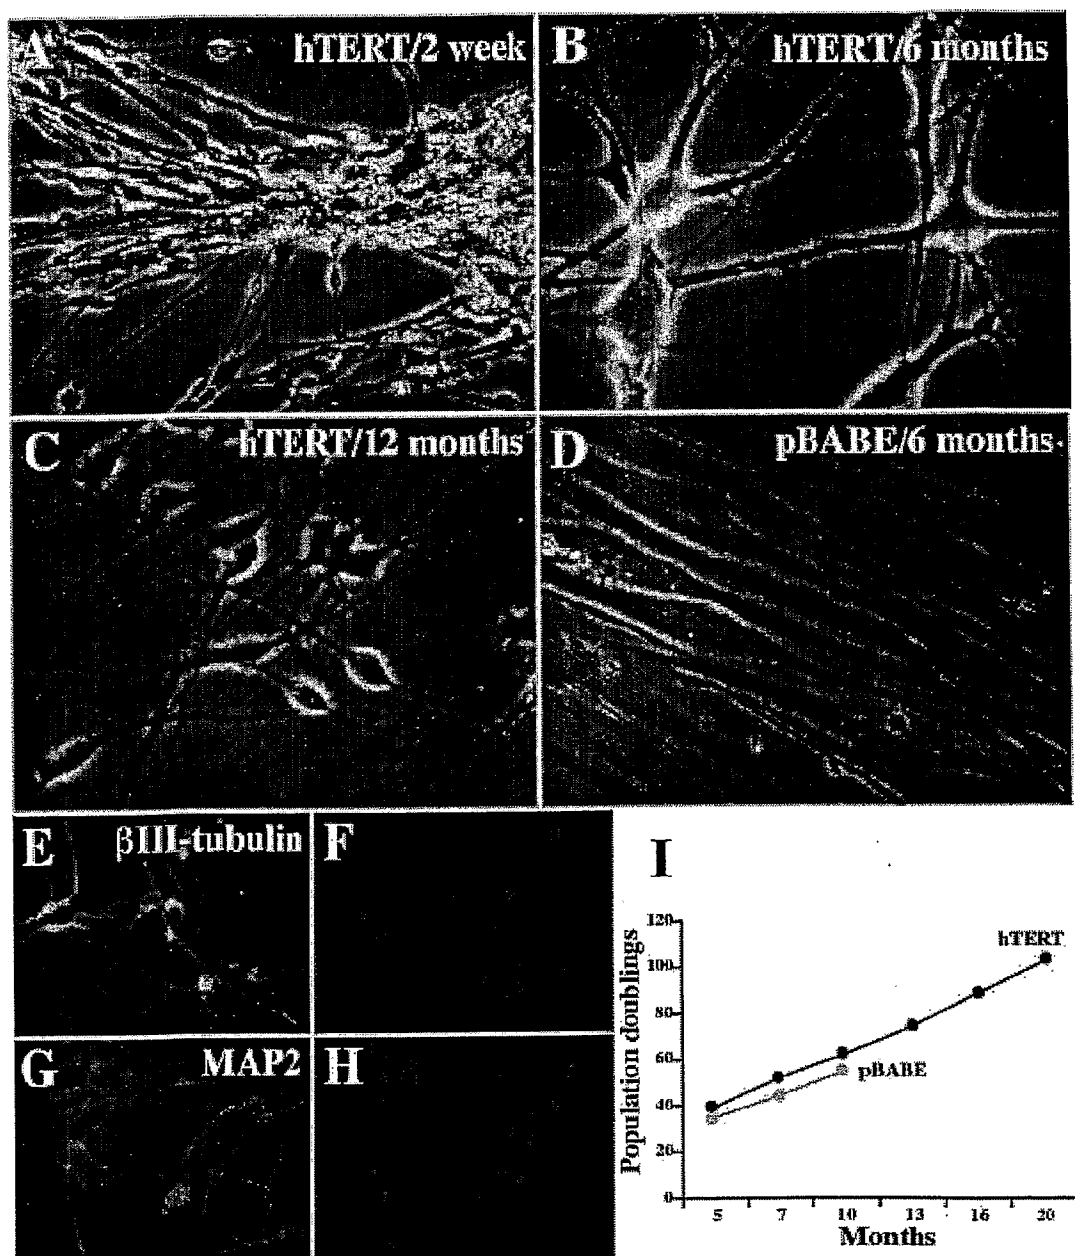 A hTERT/2 week
B hTERT/6 months
C hTERT/12 months
D pBABE/6 months
E βIII-tubulin
F
G MAP2
H
I
Population doublings
120
100
80
60
40
20
0
hTERT
pBABE
5 7 10 13 16 20
Months